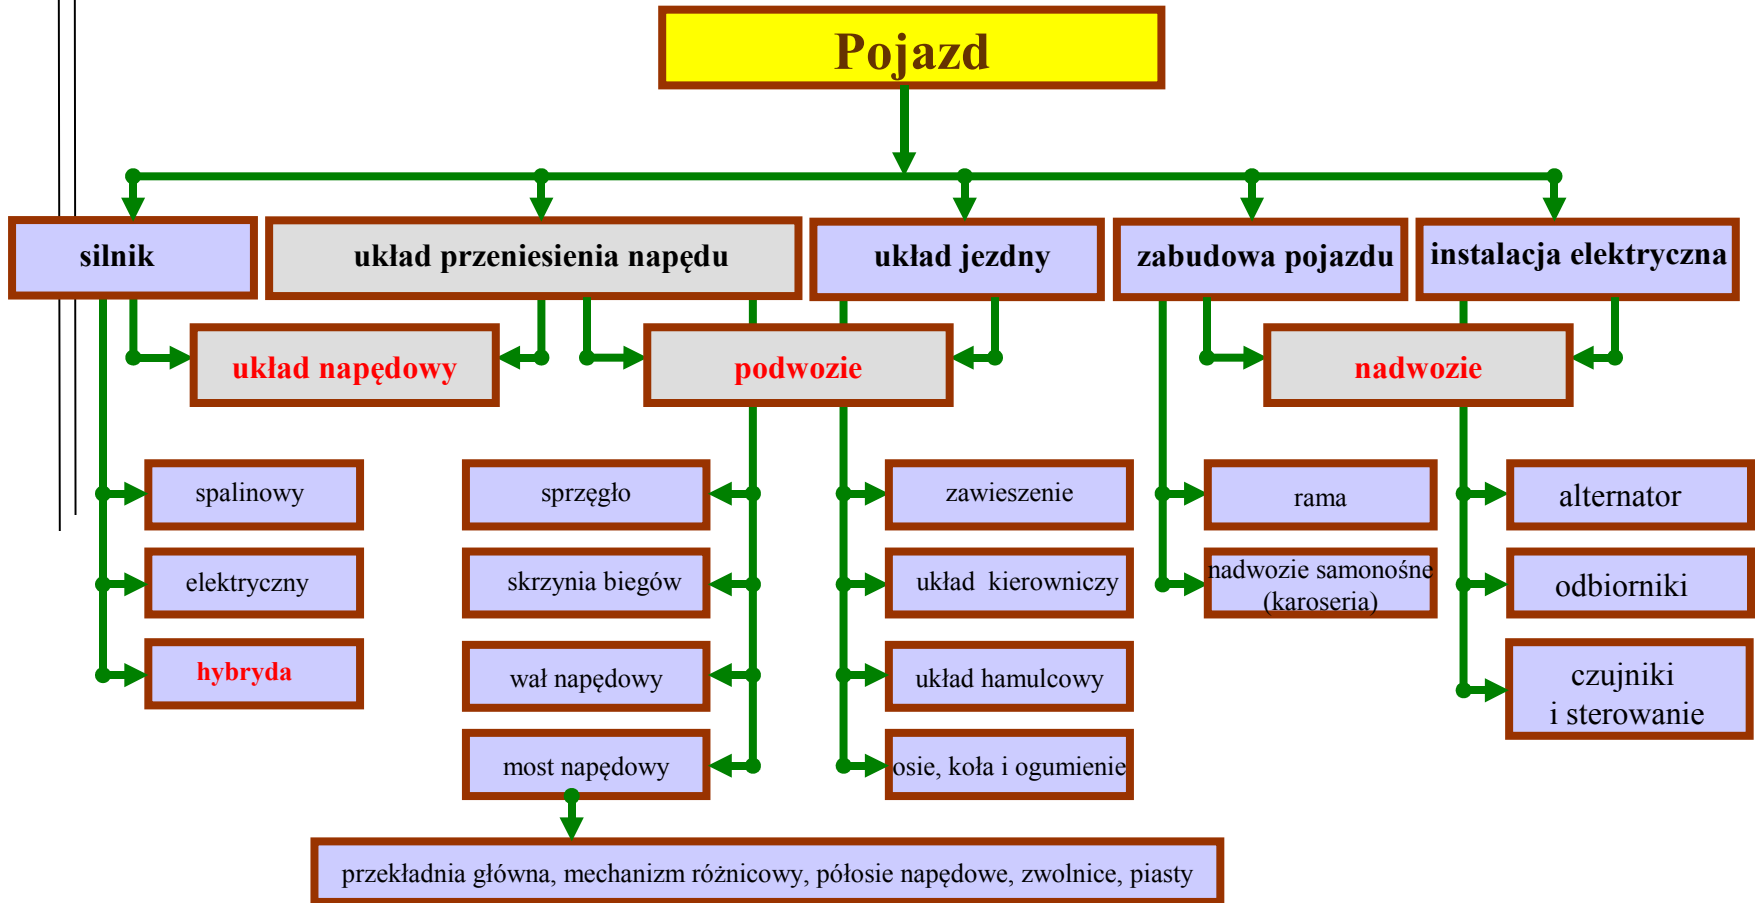 Pojazd
silnik
układ przeniesienia napędu
układ jezdny
zabudowa pojazdu
instalacja elektryczna
układ napędowy
podwozie
nadwozie
spalinowy
sprzęgło
zawieszenie
rama
alternator
elektryczny
skrzynia biegów
układ kierowniczy
nadwozie samonośne
(karoseria)
odbiorniki
hybryda
wał napędowy
układ hamulcowy
czujniki
i sterowanie
most napędowy
osie, koła i ogumienie
przekładnia główna, mechanizm różnicowy, półosie napędowe, zwolnice, piasty